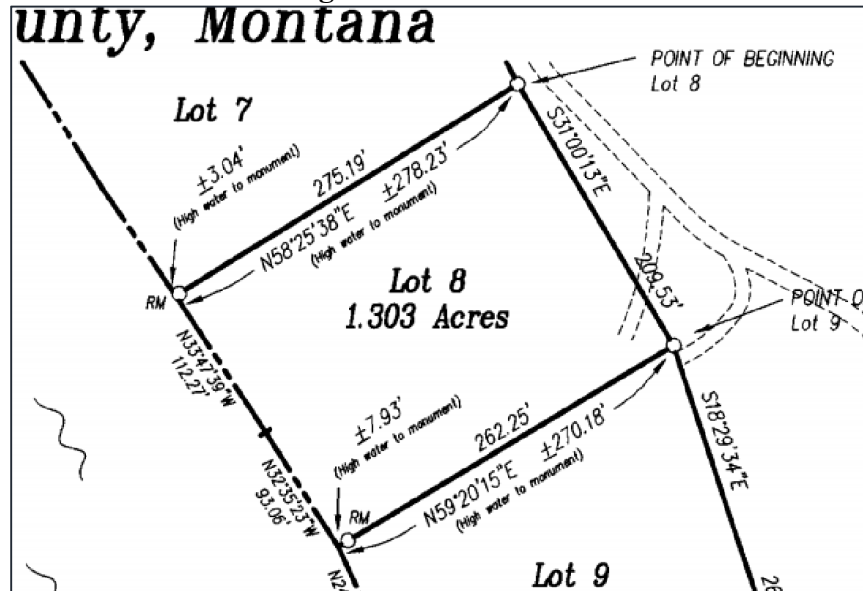 unty, Montana
POINT OF BEGINNING
Lot 8
Lot 7
S31°00'13"E
±3.04'
(High water to monument)
275.19'
±278.23'
N58°25'38"E
(High water to monument)
Lot 8
1.303 Acres
209.53'
RM
POINT O
Lot 9
N33°47'39"W
112.27'
±7.93'
(High water to monument)
262.25'
±270.18'
N59°20'15"E
(High water to monument)
S18°29'34"E
N32°35'23"W
93.06'
RM
Lot 9
N24
26